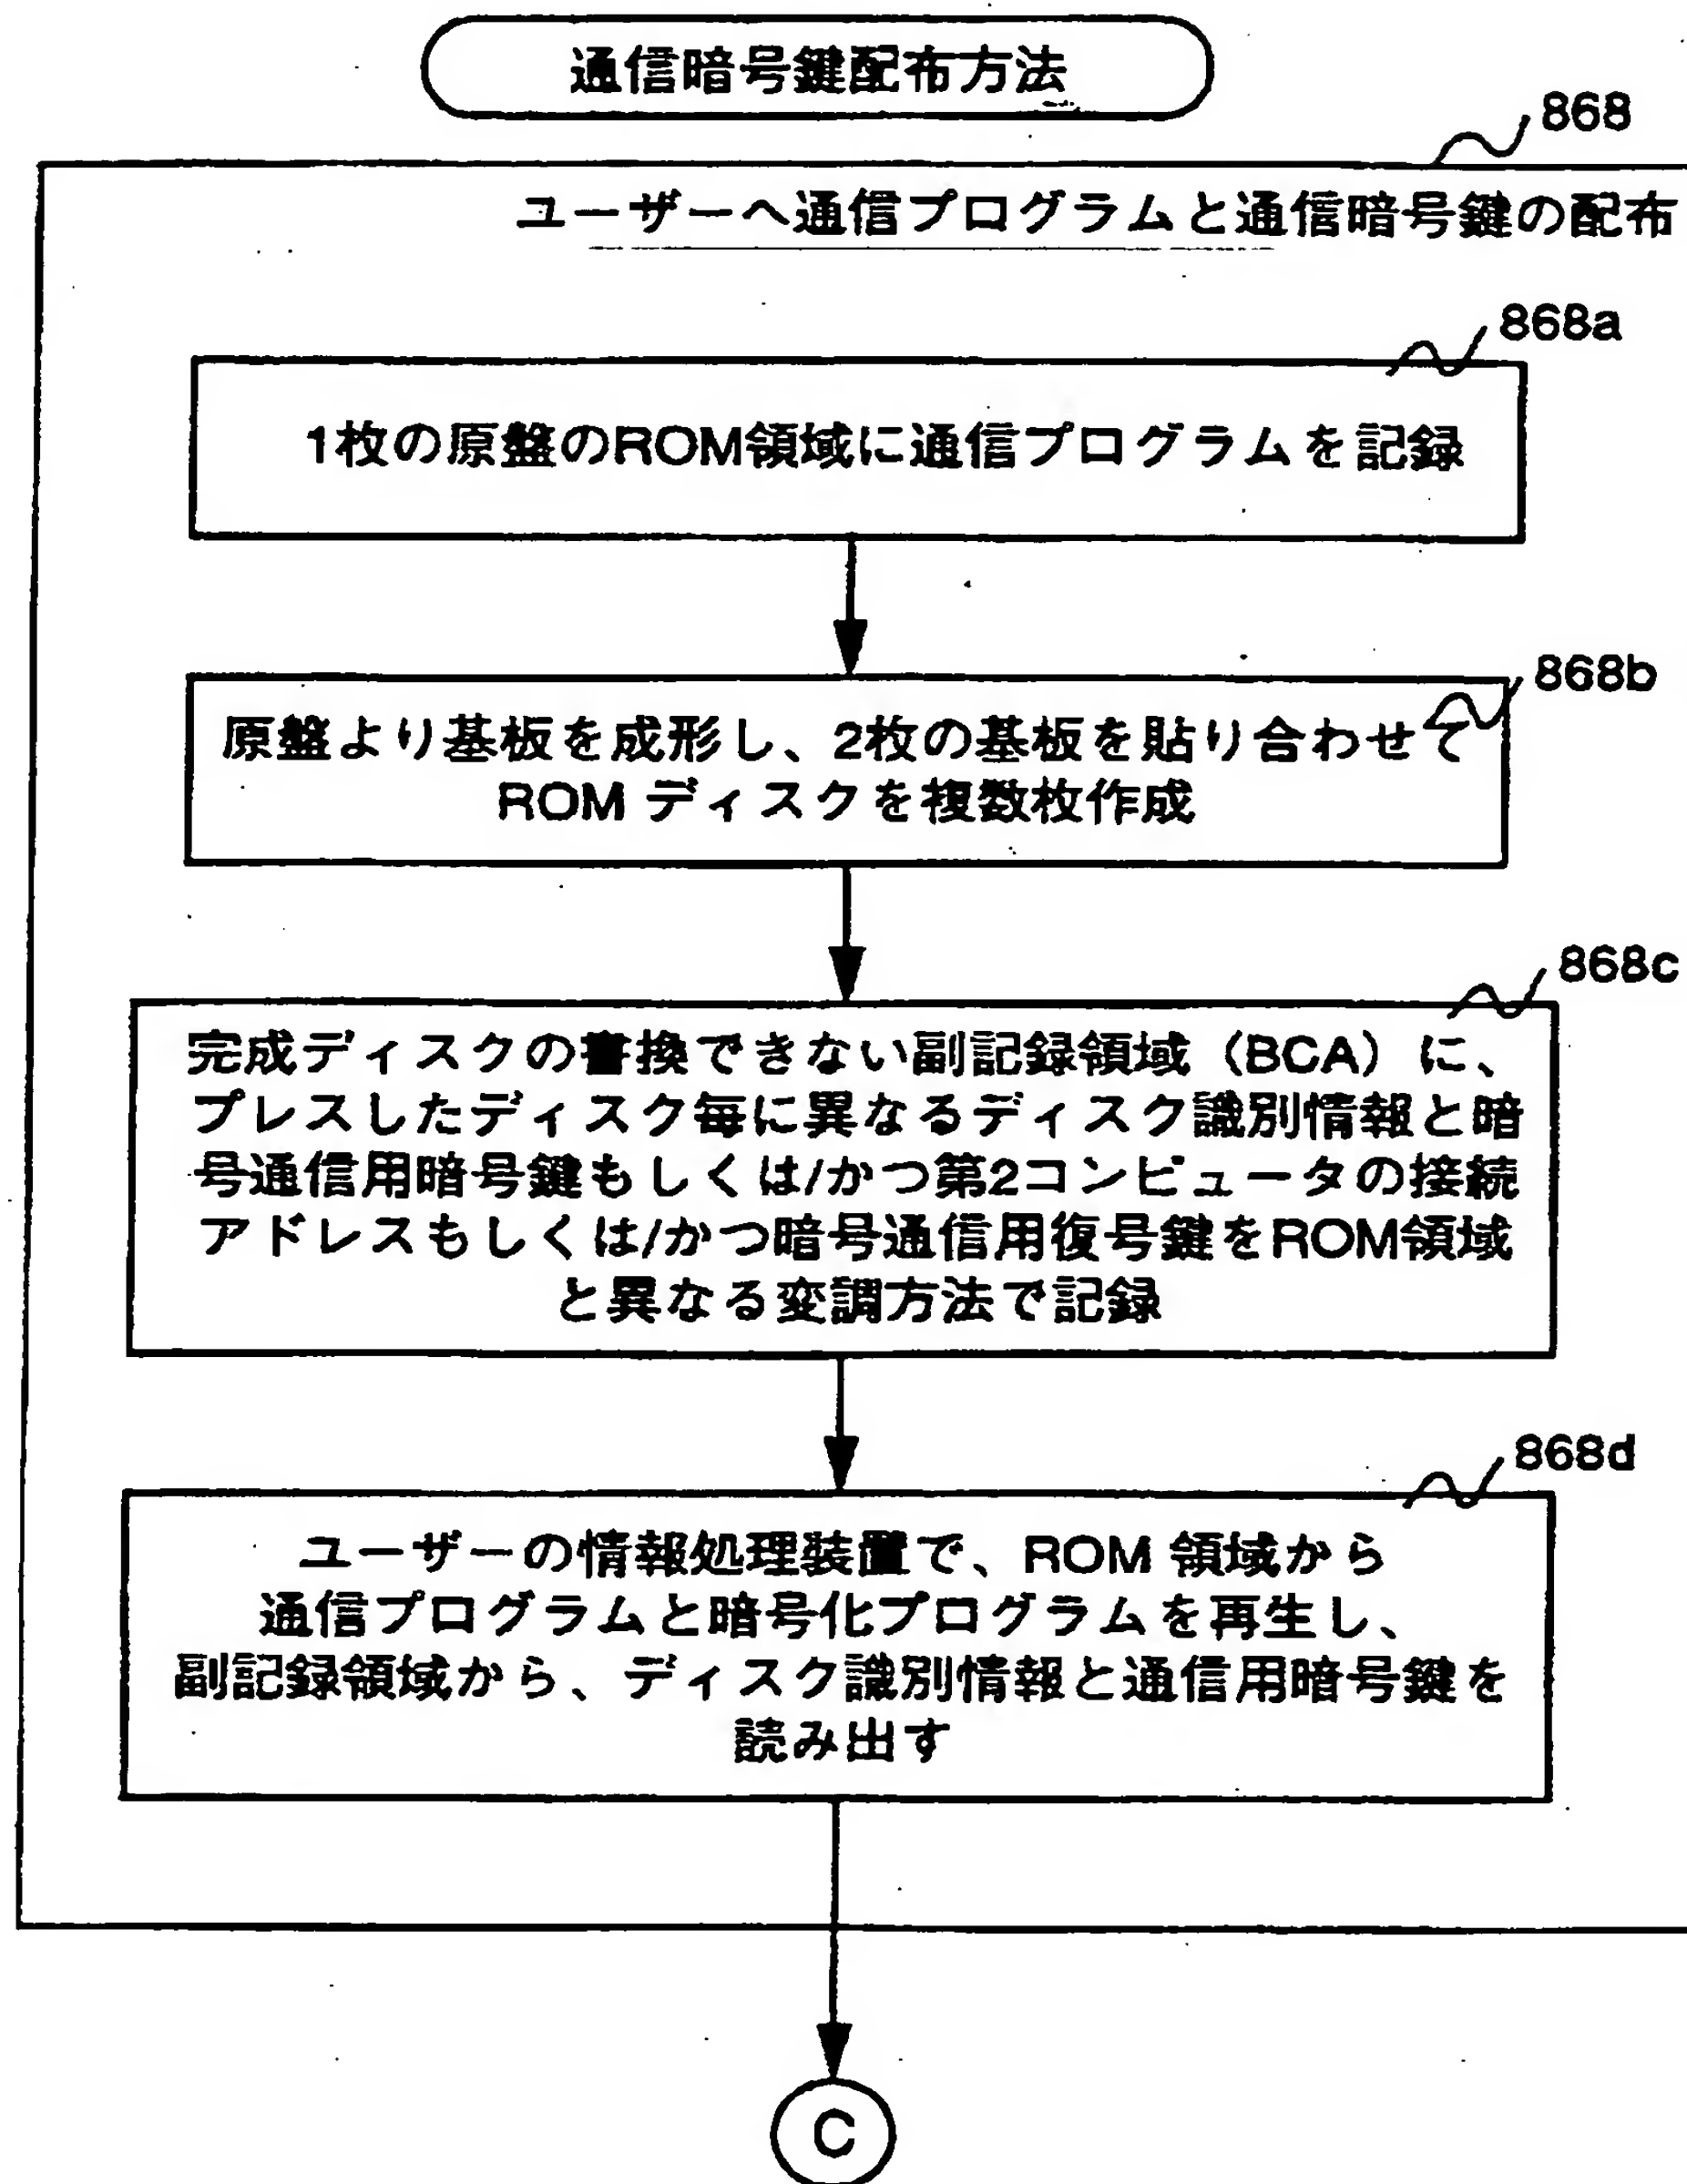 通信暗号鍵配布方法
868
ユーザーへ通信プログラムと通信暗号鍵の配布
868a
1枚の原盤のROM領域に通信プログラムを記録
868b
原盤より基板を成形し、2枚の基板を貼り合わせて
ROM ディスクを複数枚作成
868c
完成ディスクの書換できない副記録領域（BCA）に、
プレスしたディスク毎に異なるディスク識別情報と暗
号通信用暗号鍵もしくは/かつ第2コンピュータの接続
アドレスもしくは/かつ暗号通信用復号鍵をROM領域
と異なる変調方法で記録
868d
ユーザーの情報処理装置で、ROM 領域から
通信プログラムと暗号化プログラムを再生し、
副記録領域から、ディスク識別情報と通信用暗号鍵を
読み出す
C